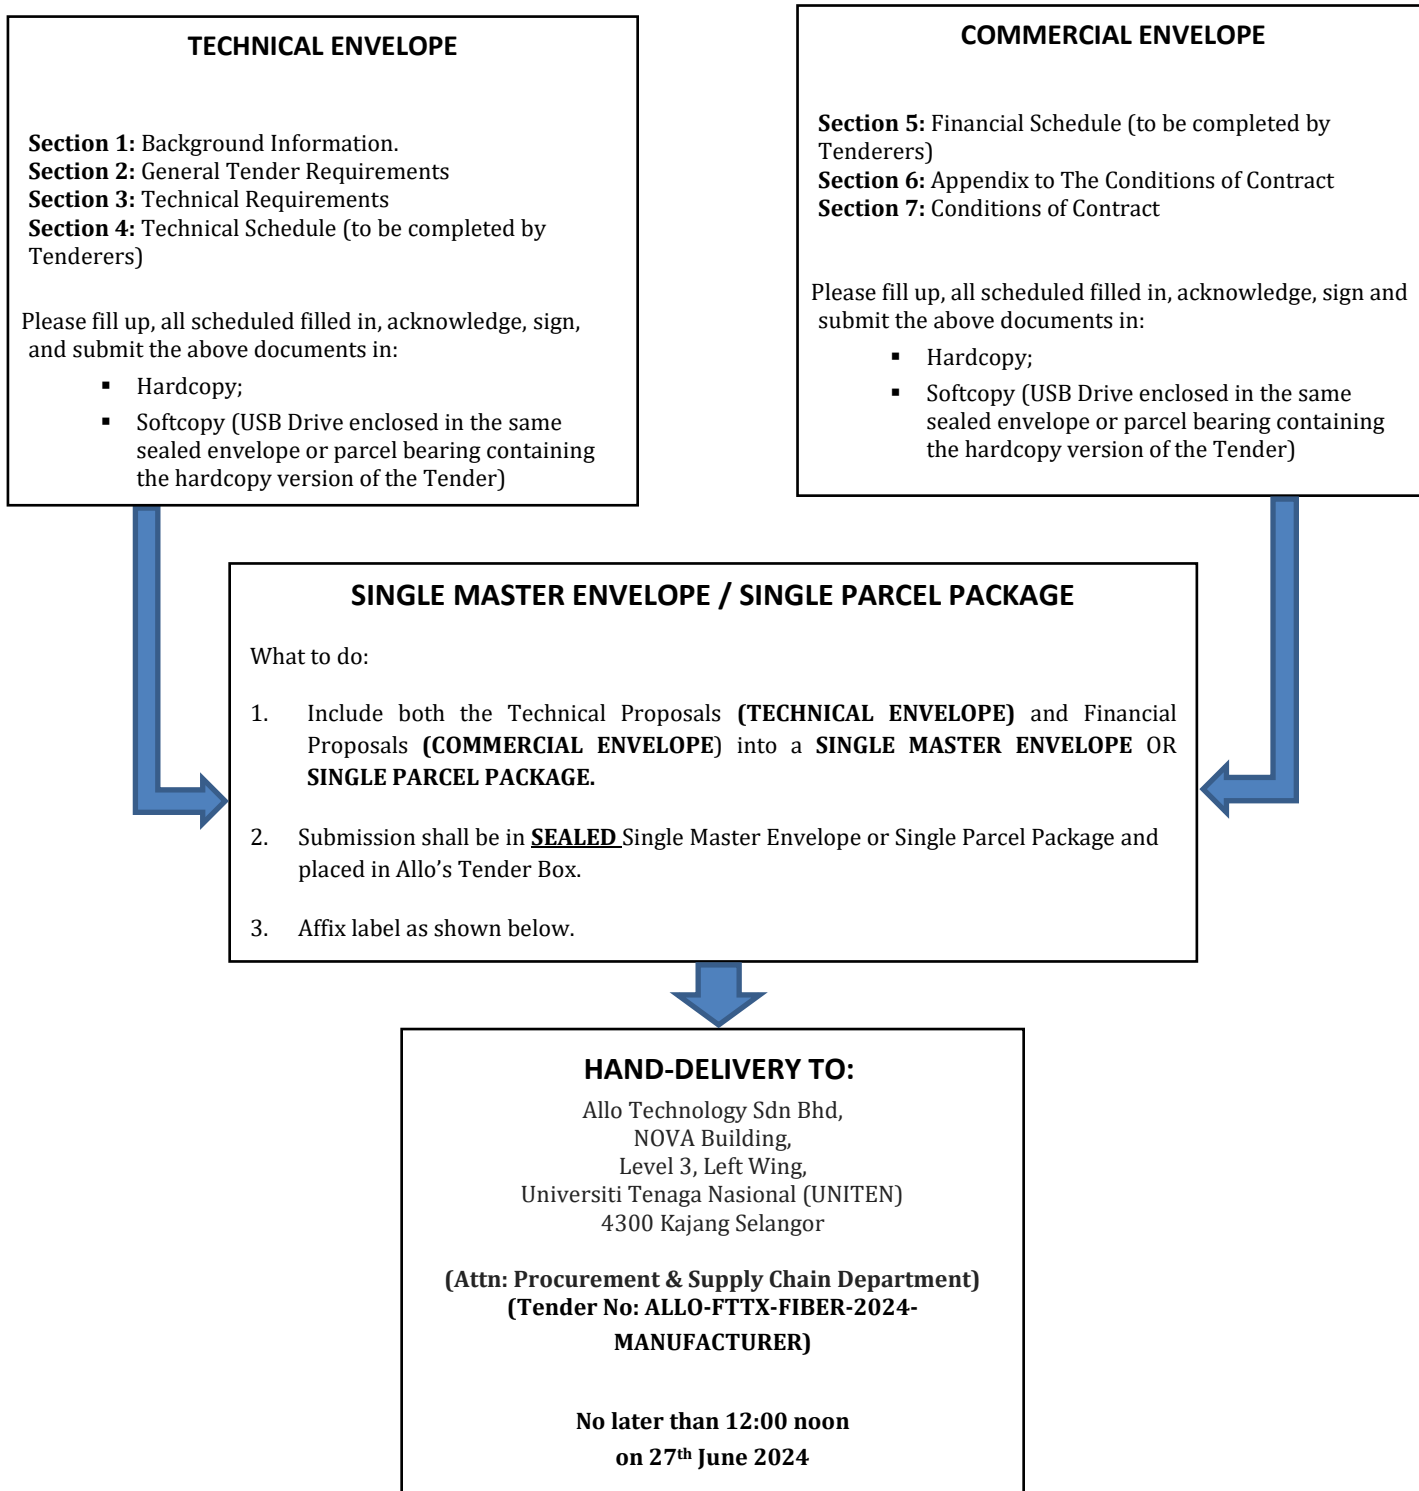 TECHNICAL ENVELOPE
Section 1: Background Information.
Section 2: General Tender Requirements
Section 3: Technical Requirements
Section 4: Technical Schedule (to be completed by
Tenderers)
Please fill up, all scheduled filled in, acknowledge, sign,
and submit the above documents in:
▪ Hardcopy;
▪ Softcopy (USB Drive enclosed in the same
sealed envelope or parcel bearing containing
the hardcopy version of the Tender)
COMMERCIAL ENVELOPE
Section 5: Financial Schedule (to be completed by
Tenderers)
Section 6: Appendix to The Conditions of Contract
Section 7: Conditions of Contract
Please fill up, all scheduled filled in, acknowledge, sign and
submit the above documents in:
▪ Hardcopy;
▪ Softcopy (USB Drive enclosed in the same
sealed envelope or parcel bearing containing
the hardcopy version of the Tender)
SINGLE MASTER ENVELOPE / SINGLE PARCEL PACKAGE
What to do:
1. Include both the Technical Proposals (TECHNICAL ENVELOPE) and Financial
Proposals (COMMERCIAL ENVELOPE) into a SINGLE MASTER ENVELOPE OR
SINGLE PARCEL PACKAGE.
2. Submission shall be in SEALED Single Master Envelope or Single Parcel Package and
placed in Allo’s Tender Box.
3. Affix label as shown below.
HAND-DELIVERY TO:
Allo Technology Sdn Bhd,
NOVA Building,
Level 3, Left Wing,
Universiti Tenaga Nasional (UNITEN)
4300 Kajang Selangor
(Attn: Procurement & Supply Chain Department)
(Tender No: ALLO-FTTX-FIBER-2024-
MANUFACTURER)
No later than 12:00 noon
on 27th June 2024